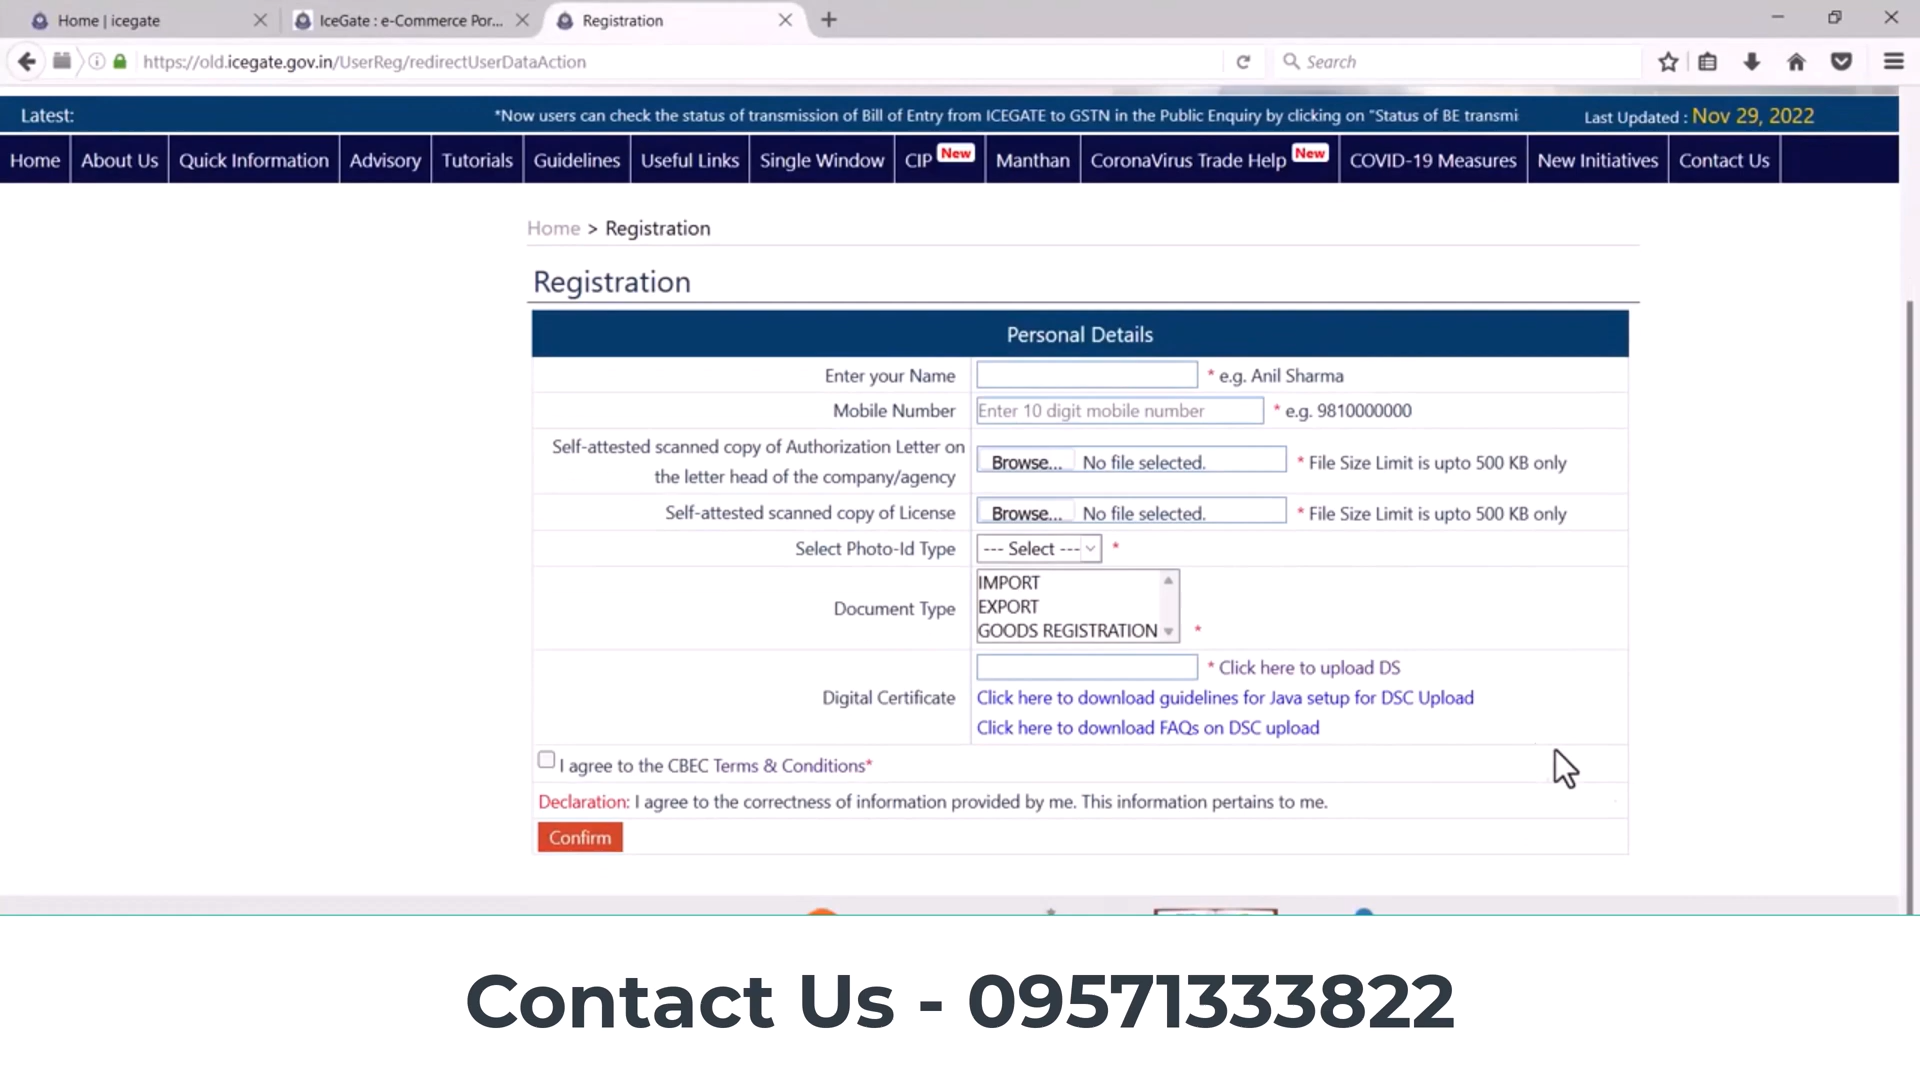 Home | icegate
IceGate : e-Commerce Por...
Registration
https://old.icegate.gov.in/UserReg/redirectUserDataAction
Search
Latest:
*Now users can check the status of transmission of Bill of Entry from ICEGATE to GSTN in the Public Enquiry by clicking on "Status of BE transmi
Last Updated : Nov 29, 2022
Home About Us Quick Information Advisory Tutorials Guidelines Useful Links Single Window CIP New Manthan CoronaVirus Trade Help New COVID-19 Measures New Initiatives Contact Us
Home > Registration
Registration
Personal Details
Enter your Name * e.g. Anil Sharma
Mobile Number Enter 10 digit mobile number * e.g. 9810000000
Self-attested scanned copy of Authorization Letter on
the letter head of the company/agency
Browse... No file selected. * File Size Limit is upto 500 KB only
Self-attested scanned copy of License Browse... No file selected. * File Size Limit is upto 500 KB only
Select Photo-Id Type --- Select --- *
Document Type
IMPORT
EXPORT
GOODS REGISTRATION *
Digital Certificate
* Click here to upload DS
Click here to download guidelines for Java setup for DSC Upload
Click here to download FAQs on DSC upload
I agree to the CBEC Terms & Conditions*
Declaration: I agree to the correctness of information provided by me. This information pertains to me.
Confirm
Contact Us - 09571333822